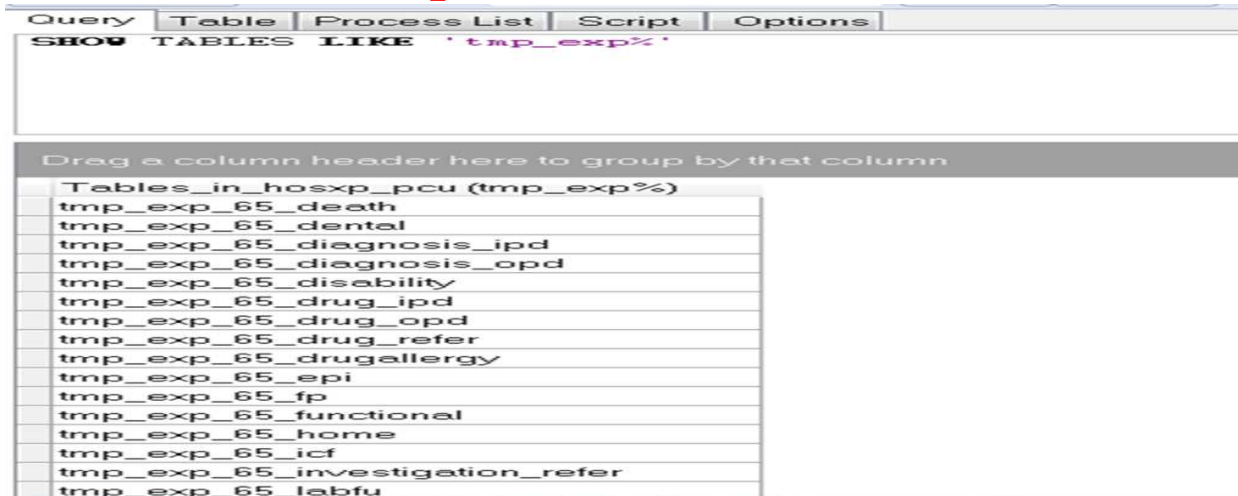 Query Table Process List Script Options
SHOW TABLES LIKE 'tmp_exp%'
Drag a column header here to group by that column
Tables_in_hosxp_pcu (tmp_exp%)
tmp_exp_65_death
tmp_exp_65_dental
tmp_exp_65_diagnosis_ipd
tmp_exp_65_diagnosis_opd
tmp_exp_65_disability
tmp_exp_65_drug_ipd
tmp_exp_65_drug_opd
tmp_exp_65_drug_refer
tmp_exp_65_drugallergy
tmp_exp_65_epi
tmp_exp_65_fp
tmp_exp_65_functional
tmp_exp_65_home
tmp_exp_65_icf
tmp_exp_65_investigation_refer
tmp_exp_65_labfu